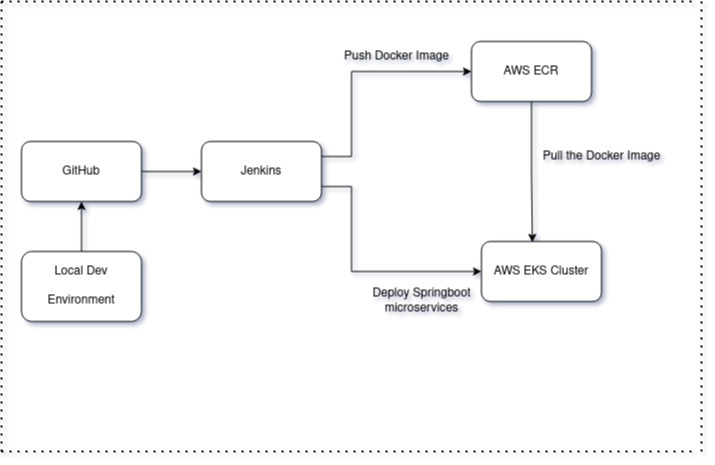 Push Docker Image
AWS ECR
Pull the Docker Image
GitHub
Jenkins
Local Dev
Environment
AWS EKS Cluster
Deploy Springboot
microservices